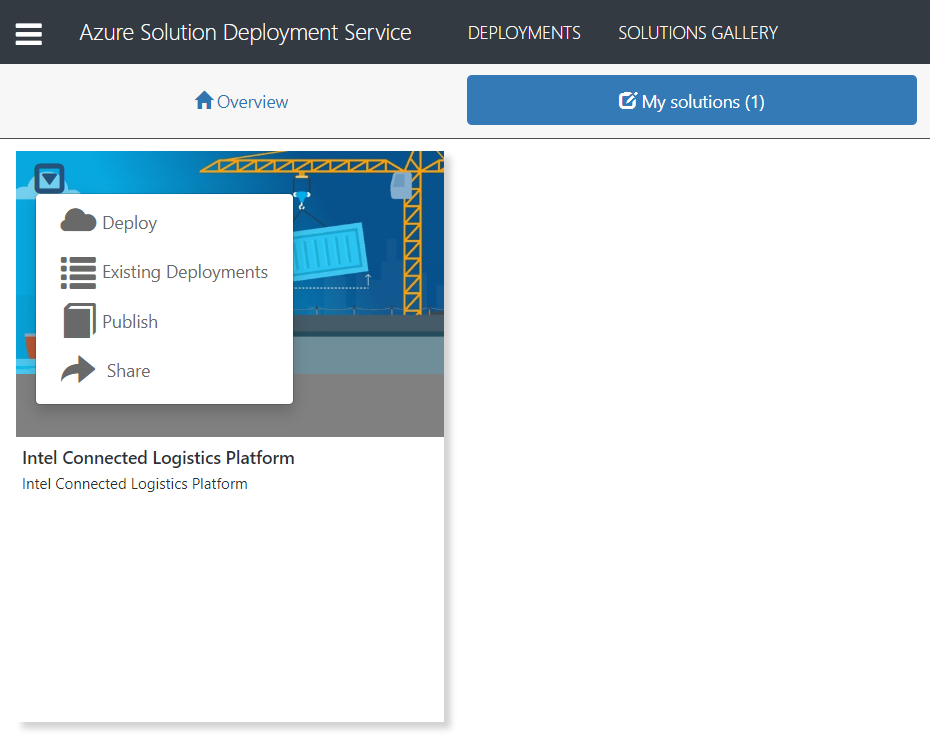 Azure Solution Deployment Service DEPLOYMENTS SOLUTIONS GALLERY
Overview My solutions (1)
Deploy
Existing Deployments
Publish
Share
Intel Connected Logistics Platform
Intel Connected Logistics Platform